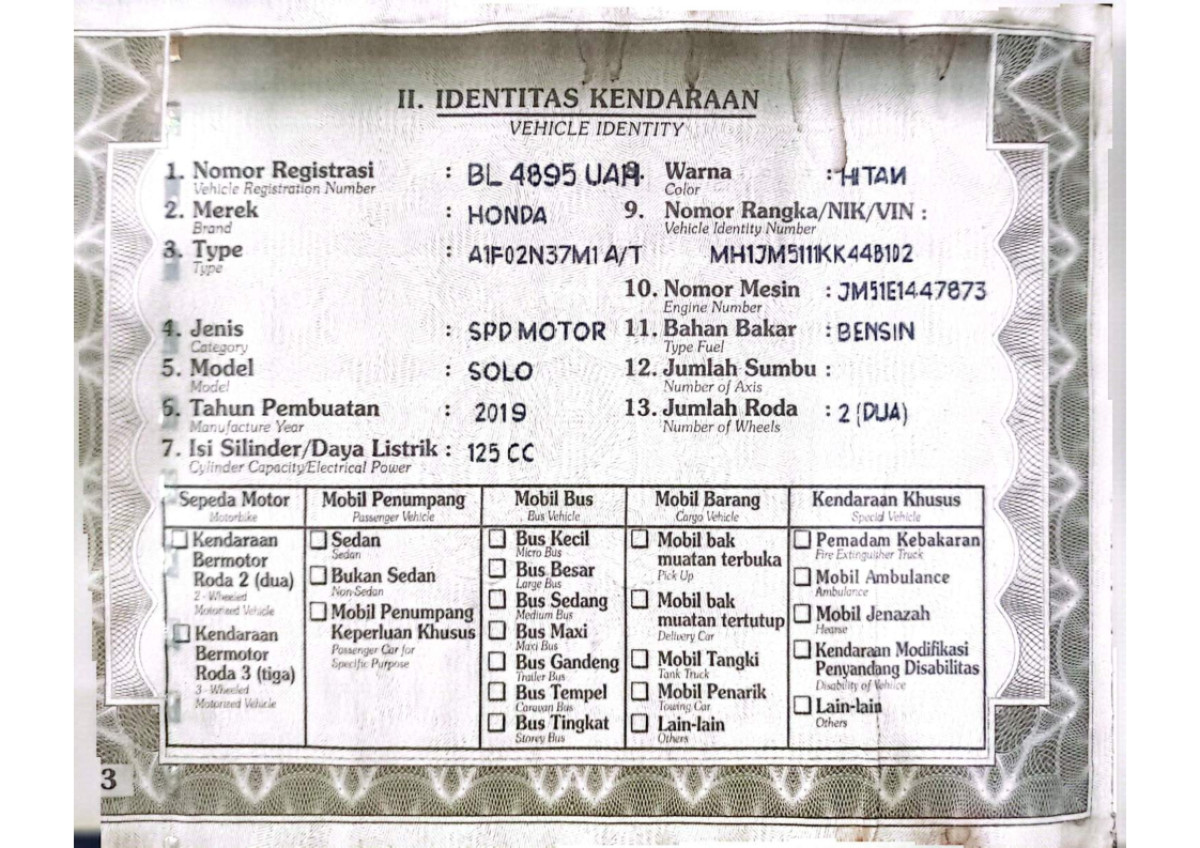 II. IDENTITAS KENDARAAN
VEHICLE IDENTITY
1. Nomor Registrasi : BL 4895 UAH
Vehicle Registration Number
2. Merek : HONDA
Brand
3. Type : A1F02N37M1 A/T
Type
4. Jenis : SPD MOTOR
Category
5. Model : SOLO
Model
6. Tahun Pembuatan : 2019
Manufacture Year
7. Isi Silinder/Daya Listrik : 125 CC
Cylinder Capacity/Electrical Power
Warna : HITAM
Color
9. Nomor Rangka/NIK/VIN :
Vehicle Identity Number
MH1JM5111KK448102
10. Nomor Mesin : JM51E1447873
Engine Number
11. Bahan Bakar : BENSIN
Type Fuel
12. Jumlah Sumbu :
Number of Axis
13. Jumlah Roda : 2 (DUA)
Number of Wheels
Sepeda Motor
Motorbike
Kendaraan
Bermotor
Roda 2 (dua)
2 - Wheeled
Motorized Vehicle
Kendaraan
Bermotor
Roda 3 (tiga)
3 - Wheeled
Motorized Vehicle
Mobil Penumpang
Passenger Vehicle
Sedan
Sedan
Bukan Sedan
Non-Sedan
Mobil Penumpang
Keperluan Khusus
Passenger Car for
Specific Purpose
Mobil Bus
Bus Vehicle
Bus Kecil
Micro Bus
Bus Besar
Large Bus
Bus Sedang
Medium Bus
Bus Maxi
Maxi Bus
Bus Gandeng
Trailer Bus
Bus Tempel
Caravan Bus
Bus Tingkat
Storey Bus
Mobil Barang
Cargo Vehicle
Mobil bak
muatan terbuka
Pick Up
Mobil bak
muatan tertutup
Delivery Car
Mobil Tangki
Tank Truck
Mobil Penarik
Towing Car
Lain-lain
Others
Kendaraan Khusus
Special Vehicle
Pemadam Kebakaran
Fire Extinguisher Truck
Mobil Ambulance
Ambulance
Mobil Jenazah
Hearse
Kendaraan Modifikasi
Penyandang Disabilitas
Disability of Vehilce
Lain-lain
Others
3